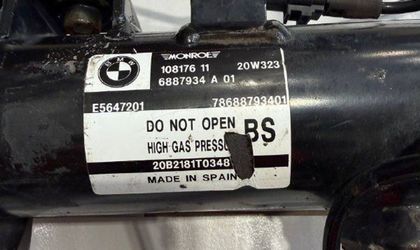 BMW
MONROE
108176 11 20W323
6887934 A 01
E5647201 78688793401
DO NOT OPEN
BS
HIGH GAS
20B2181T0348
MADE IN SPAIN